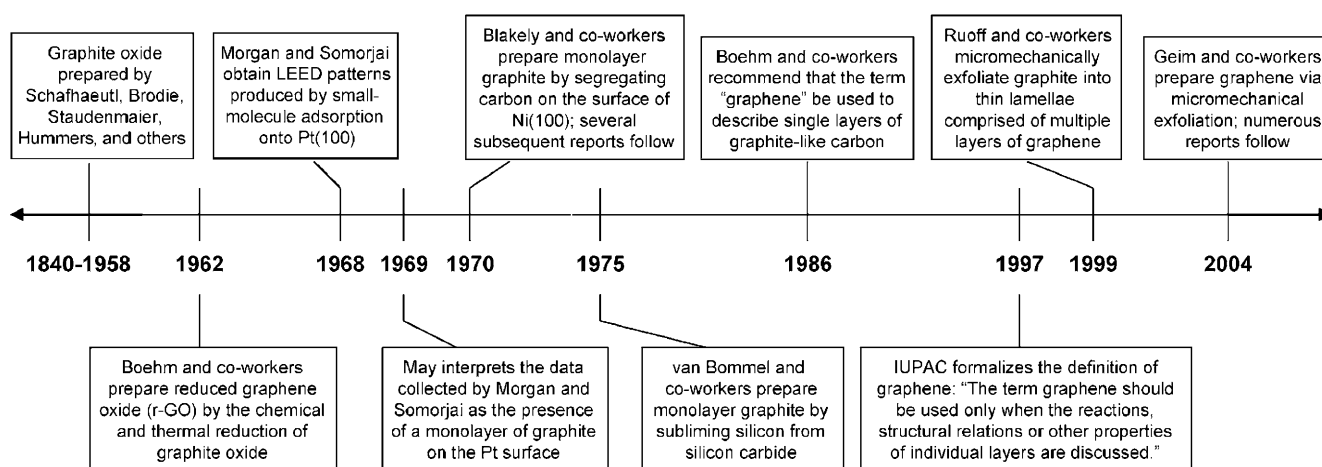 Graphite oxide
prepared by
Schafhaeutl, Brodie,
Staudenmaier,
Hummers, and others
Morgan and Somorjai
obtain LEED patterns
produced by small-
molecule adsorption
onto Pt(100)
Blakely and co-workers
prepare monolayer
graphite by segregating
carbon on the surface of
Ni(100); several
subsequent reports follow
Boehm and co-workers
recommend that the term
“graphene” be used to
describe single layers of
graphite-like carbon
Ruoff and co-workers
micromechanically
exfoliate graphite into
thin lamellae
comprised of multiple
layers of graphene
Geim and co-workers
prepare graphene via
micromechanical
exfoliation; numerous
reports follow
1840-1958 1962 1968 1969 1970 1975 1986 1997 1999 2004
Boehm and co-workers
prepare reduced graphene
oxide (r-GO) by the chemical
and thermal reduction of
graphite oxide
May interprets the data
collected by Morgan and
Somorjai as the presence
of a monolayer of graphite
on the Pt surface
van Bommel and
co-workers prepare
monolayer graphite by
subliming silicon from
silicon carbide
IUPAC formalizes the definition of
graphene: “The term graphene should
be used only when the reactions,
structural relations or other properties
of individual layers are discussed.”